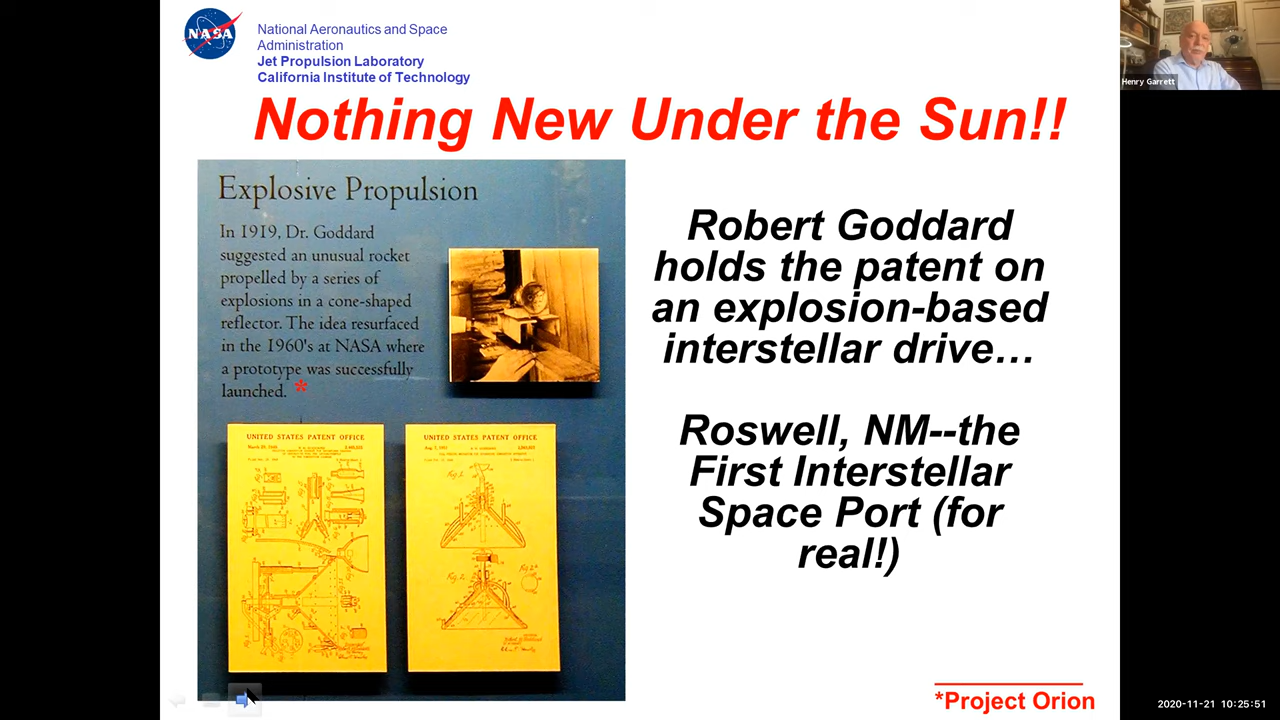 NASA
National Aeronautics and Space
Administration
Jet Propulsion Laboratory
California Institute of Technology
Nothing New Under the Sun!!
Henry Garrett
Explosive Propulsion
In 1919, Dr. Goddard
suggested an unusual rocket
propelled by a series of
explosions in a cone-shaped
reflector. The idea resurfaced
in the 1960's at NASA where
a prototype was successfully
launched. *
UNITED STATES PATENT OFFICE
UNITED STATES PATENT OFFICE
Robert Goddard
holds the patent on
an explosion-based
interstellar drive…
Roswell, NM--the
First Interstellar
Space Port (for
real!)
*Project Orion
2020-11-21 10:25:51